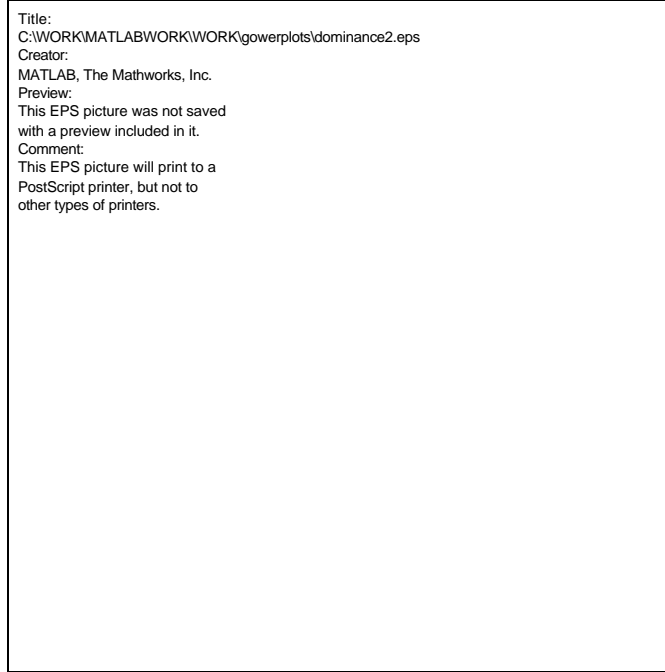 Title:
C:\WORK\MATLABWORK\WORK\gowerplots\dominance2.eps
Creator:
MATLAB, The Mathworks, Inc.
Preview:
This EPS picture was not saved
with a preview included in it.
Comment:
This EPS picture will print to a
PostScript printer, but not to
other types of printers.